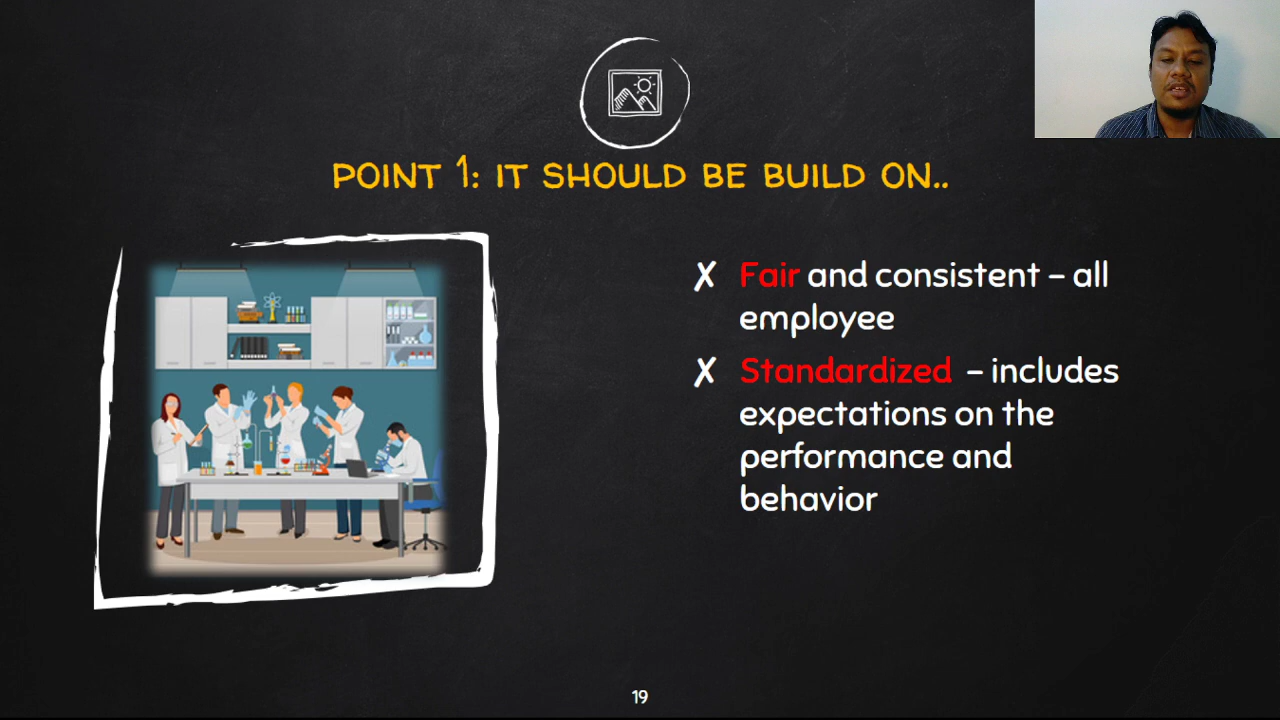 POINT 1: IT SHOULD BE BUILD ON..
✗ Fair and consistent – all
employee
✗ Standardized – includes
expectations on the
performance and
behavior
19